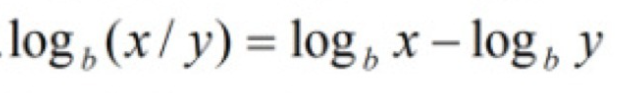 log_b(x/y) = log_b x − log_b y